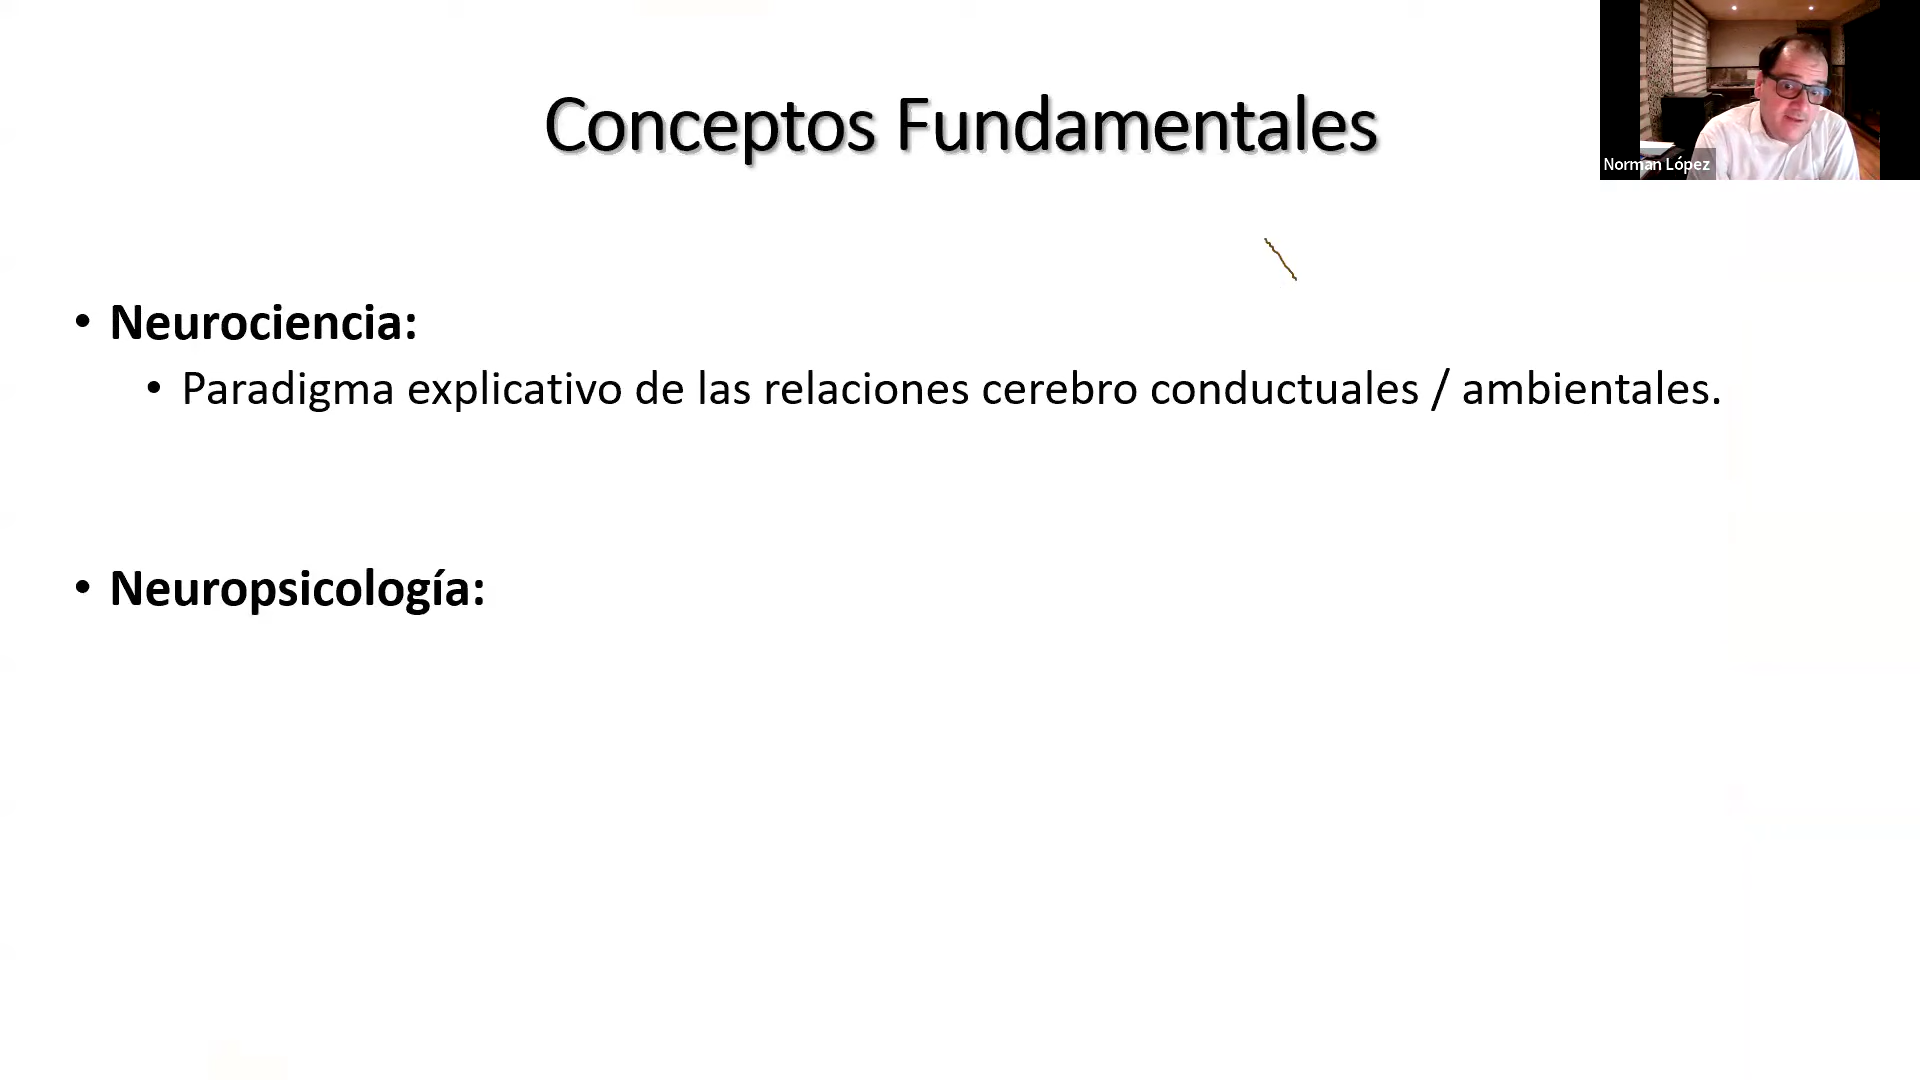 Conceptos Fundamentales
Norman López
• Neurociencia:
• Paradigma explicativo de las relaciones cerebro conductuales / ambientales.
• Neuropsicología: